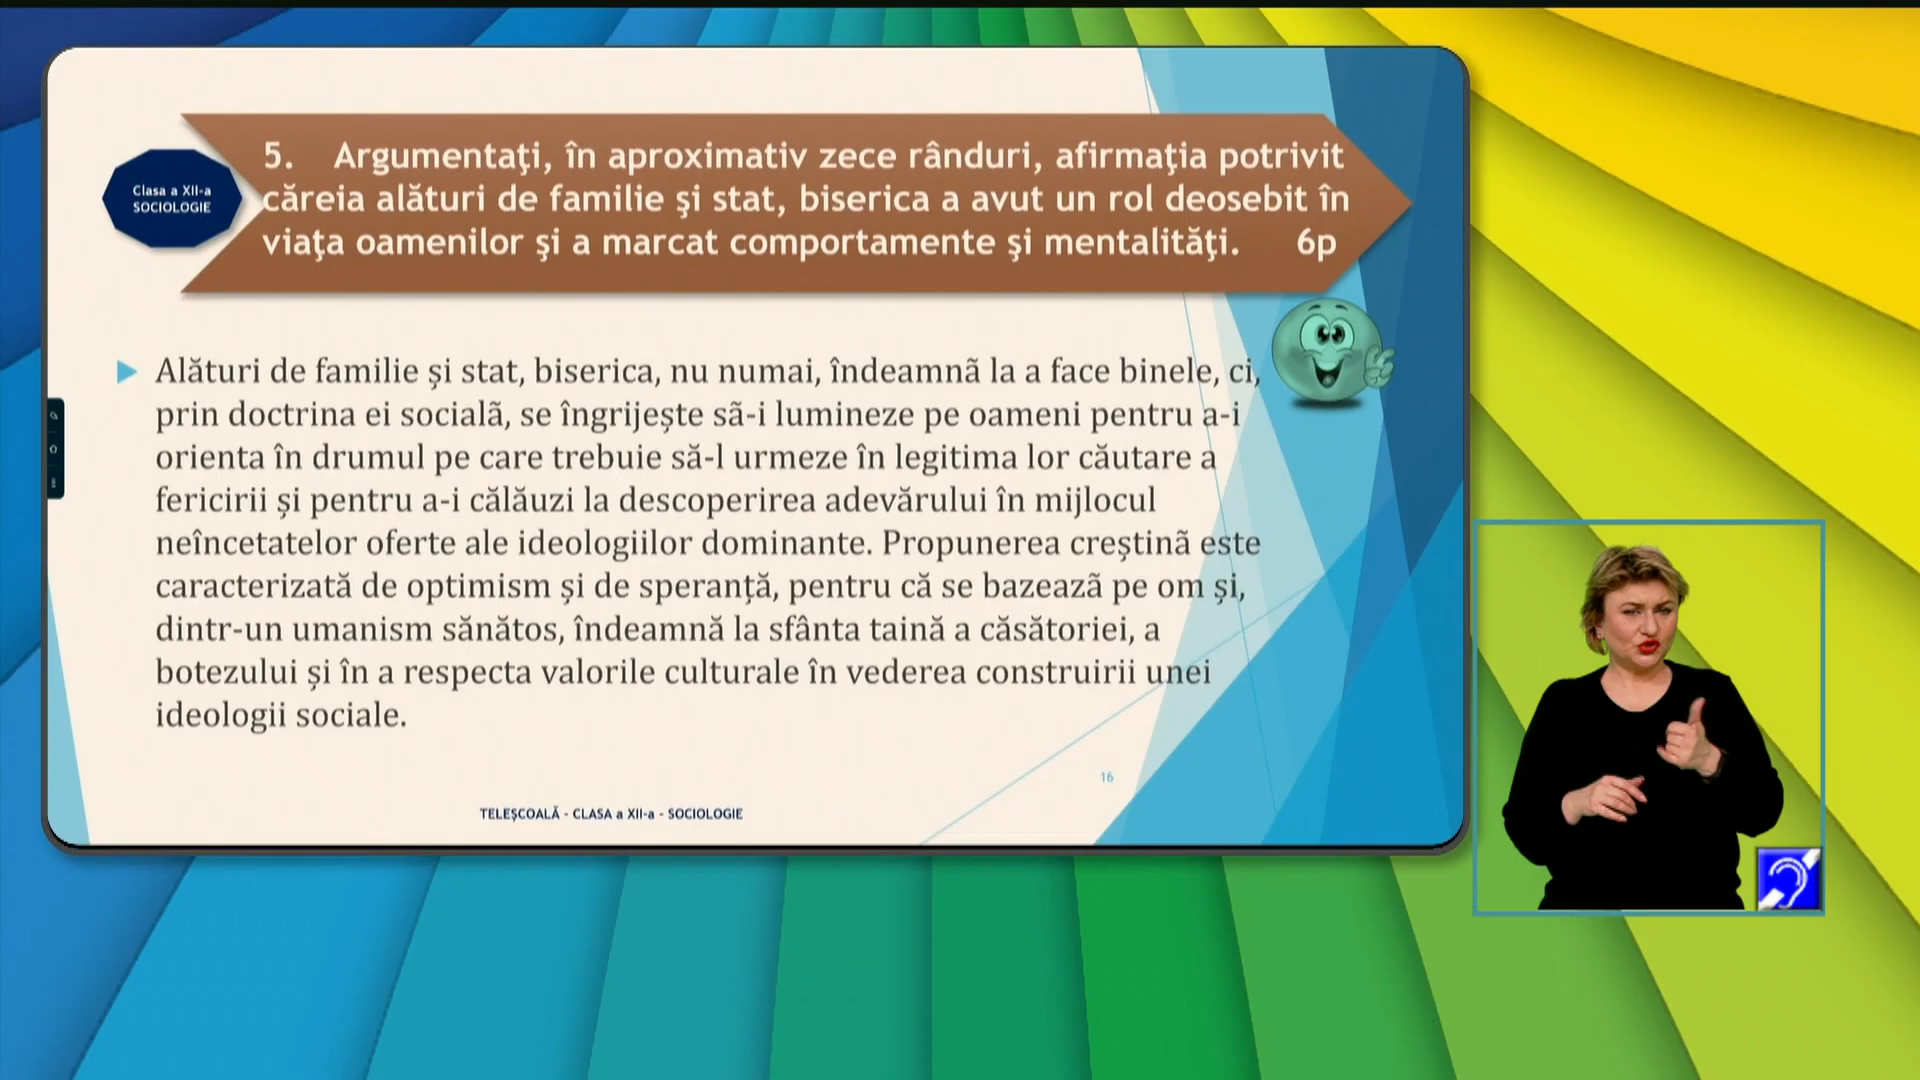 Clasa a XII-a
SOCIOLOGIE
5. Argumentaţi, în aproximativ zece rânduri, afirmaţia potrivit
căreia alături de familie şi stat, biserica a avut un rol deosebit în
viaţa oamenilor şi a marcat comportamente şi mentalităţi. 6p
Alături de familie și stat, biserica, nu numai, îndeamnã la a face binele, ci,
prin doctrina ei socialã, se îngrijește sã-i lumineze pe oameni pentru a-i
orienta în drumul pe care trebuie să-l urmeze în legitima lor căutare a
fericirii și pentru a-i călăuzi la descoperirea adevărului în mijlocul
neîncetatelor oferte ale ideologiilor dominante. Propunerea creștinã este
caracterizată de optimism și de speranță, pentru că se bazeazã pe om și,
dintr-un umanism sănătos, îndeamnă la sfânta taină a căsătoriei, a
botezului și în a respecta valorile culturale în vederea construirii unei
ideologii sociale.
16
TELEȘCOALĂ - CLASA a XII-a - SOCIOLOGIE